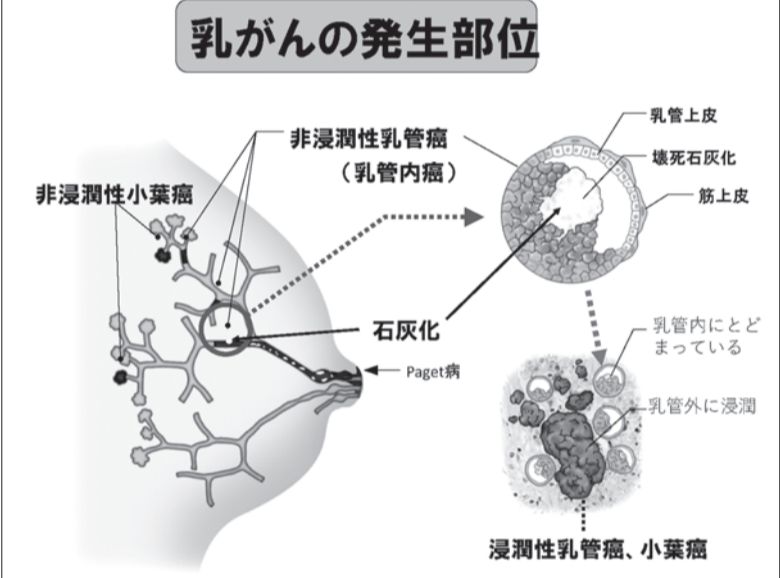 乳がんの発生部位
乳管上皮
非浸潤性乳管癌
(乳管内癌)
壊死石灰化
非浸潤性小葉癌
筋上皮
石灰化
乳管内にとど
まっている
Paget病
乳管外に浸潤
浸潤性乳管癌、小葉癌